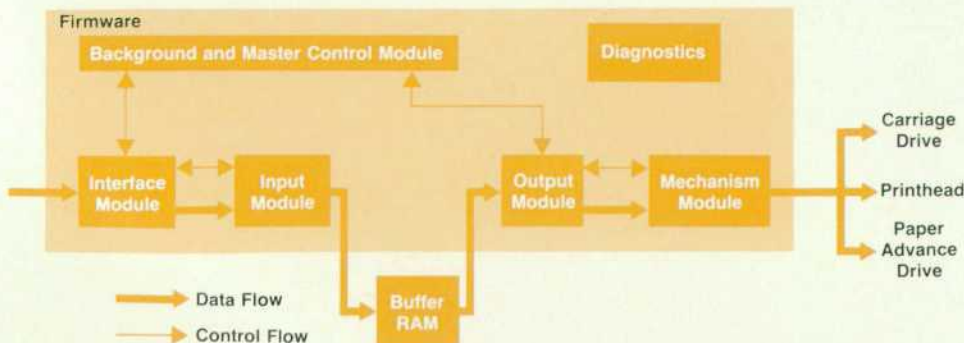 Firmware
Background and Master Control Module
Diagnostics
Interface
Module
Input
Module
Output
Module
Mechanism
Module
Carriage
Drive
Printhead
Paper
Advance
Drive
Buffer
RAM
Data Flow
Control Flow